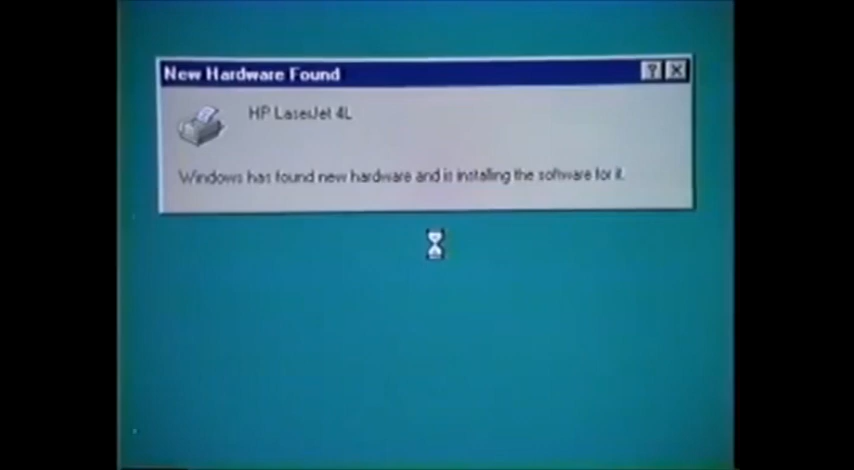 New Hardware Found
HP LaserJet 4L
Windows has found new hardware and is installing the software for it.